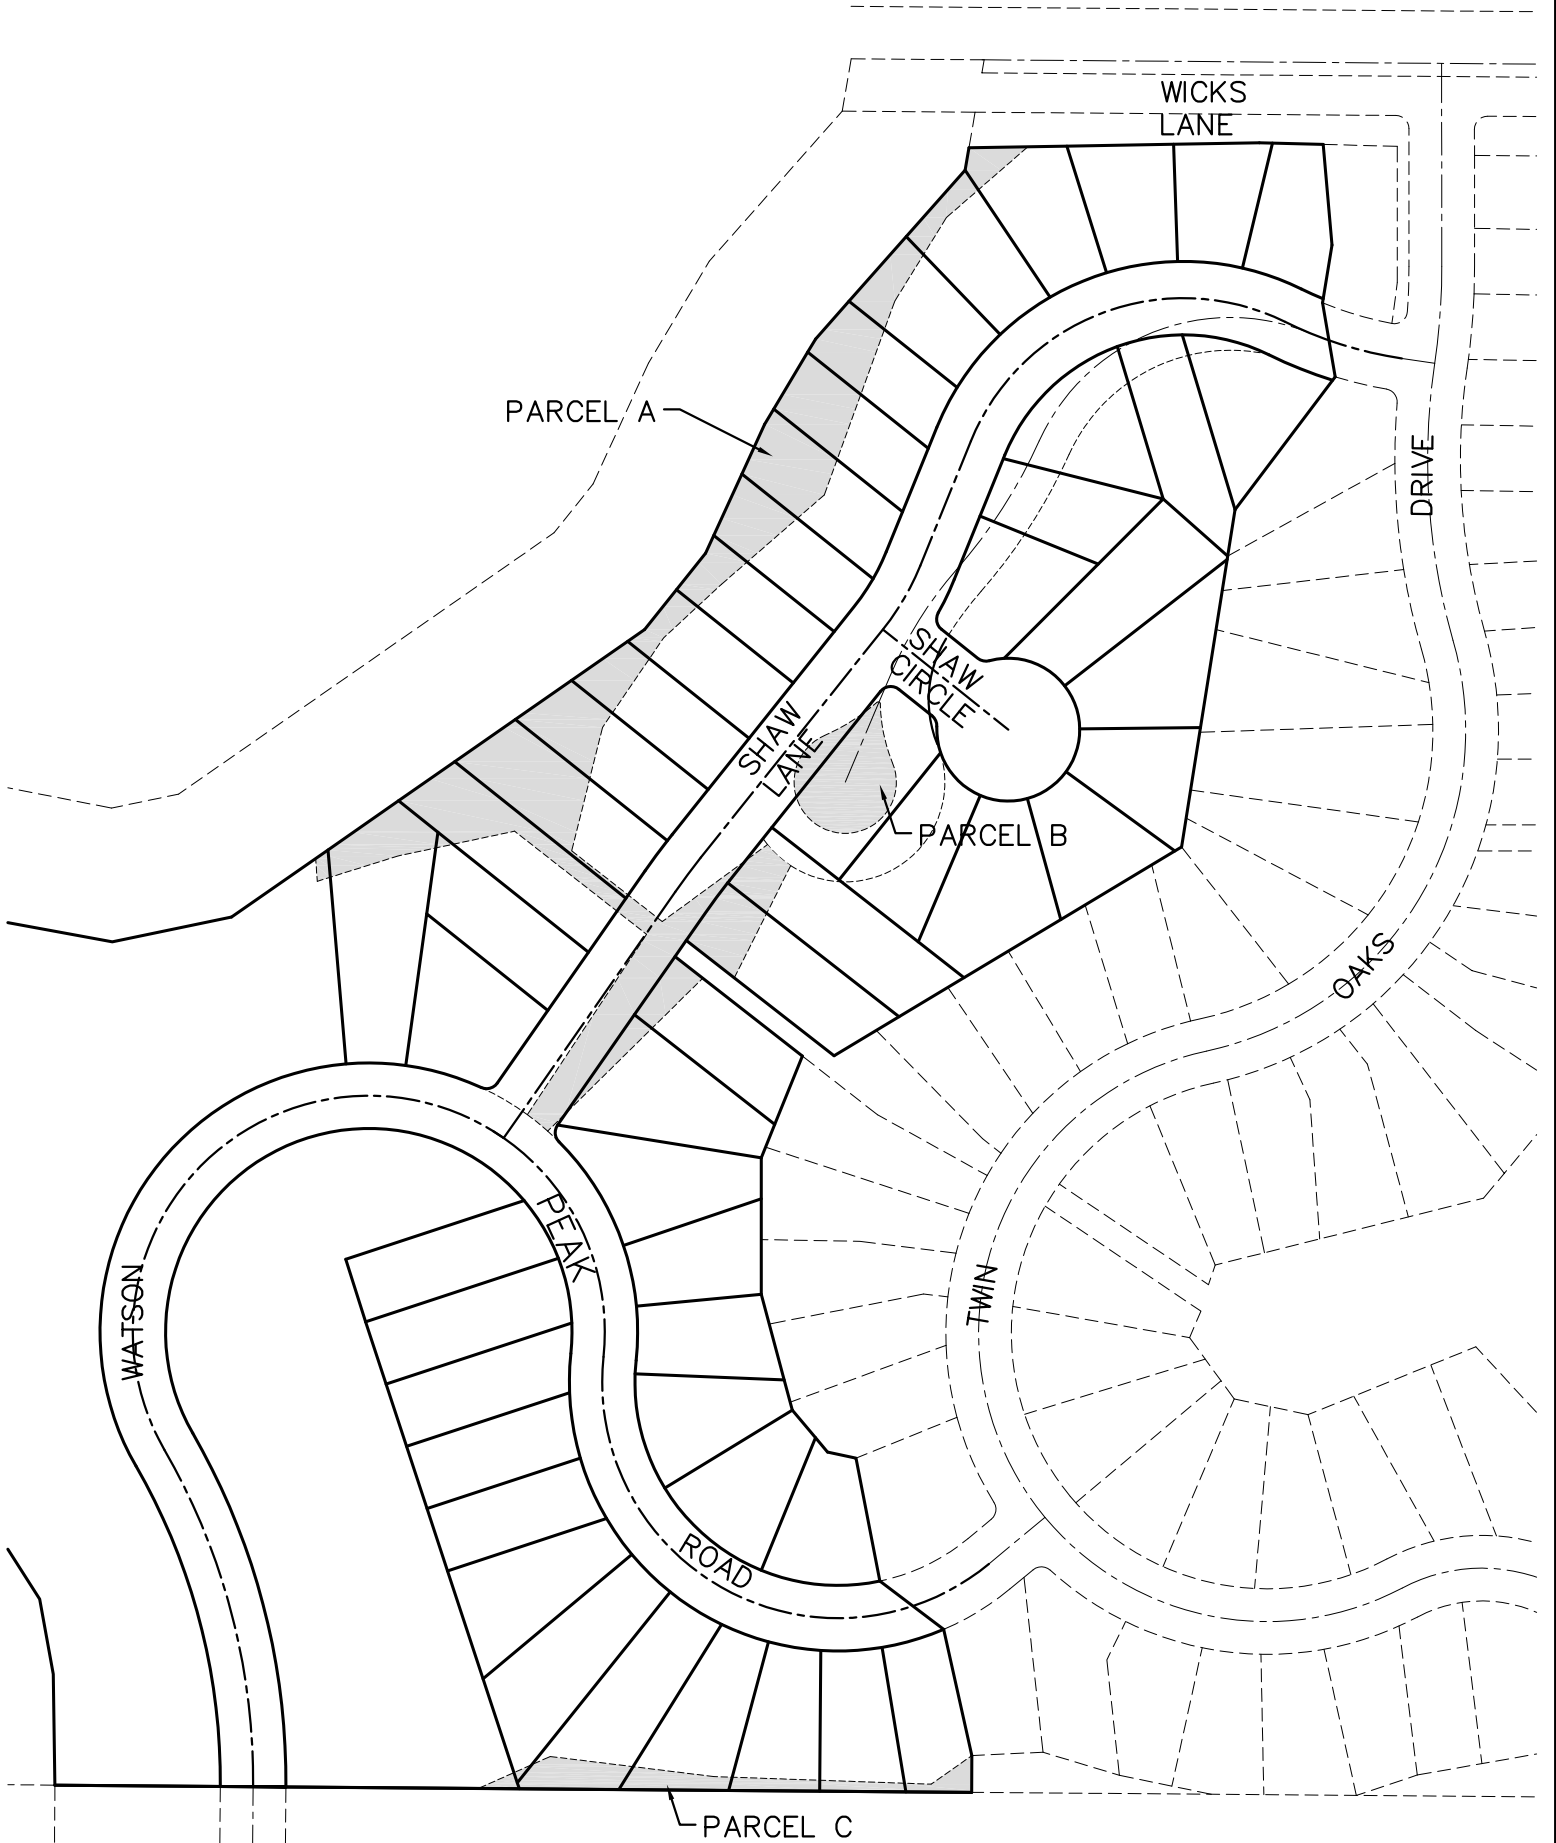 WICKS
LANE
PARCEL A
DRIVE
SHAW
CIRCLE
SHAW
LANE
PARCEL B
OAKS
PEAK
WATSON
TWIN
ROAD
PARCEL C